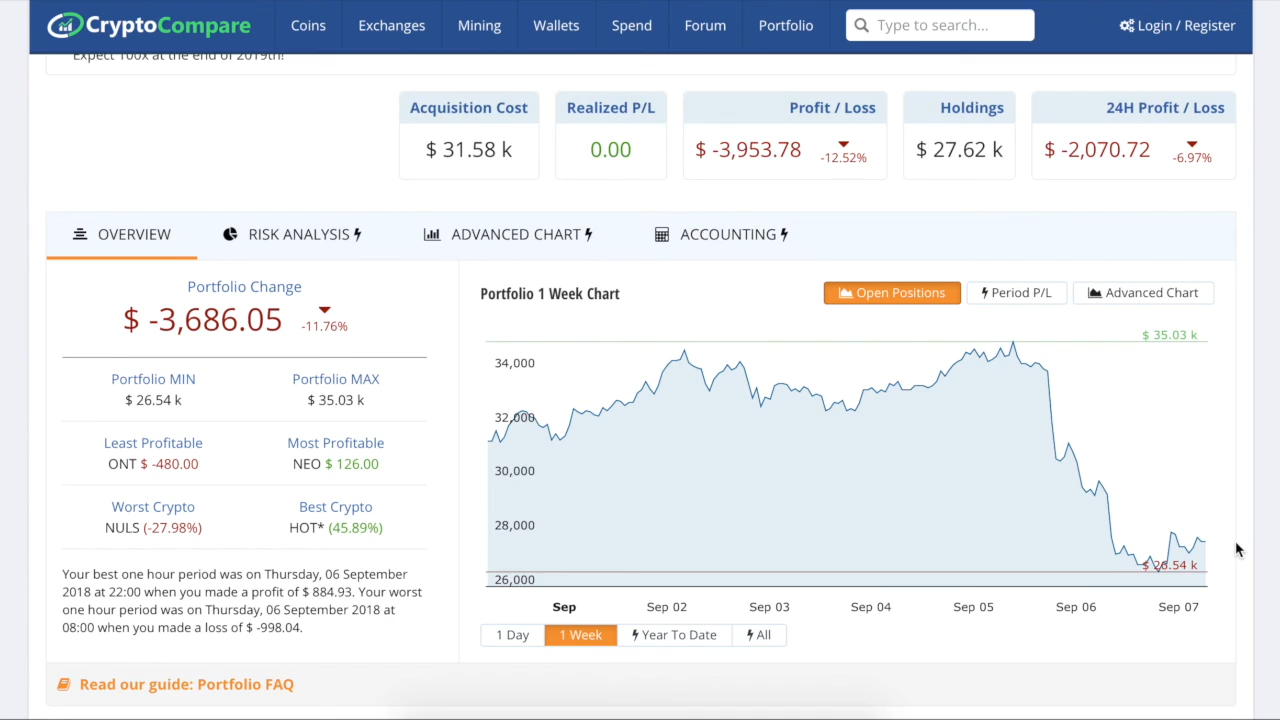 CryptoCompare Coins Exchanges Mining Wallets Spend Forum Portfolio Type to search... Login / Register
Expect 100x at the end of 2019th!
Acquisition Cost Realized P/L Profit / Loss Holdings 24H Profit / Loss
$ 31.58 k 0.00 $ -3,953.78 -12.52% $ 27.62 k $ -2,070.72 -6.97%
OVERVIEW RISK ANALYSIS ADVANCED CHART ACCOUNTING
Portfolio Change
$ -3,686.05 -11.76%
Portfolio MIN Portfolio MAX
$ 26.54 k $ 35.03 k
Least Profitable Most Profitable
ONT $ -480.00 NEO $ 126.00
Worst Crypto Best Crypto
NULS (-27.98%) HOT* (45.89%)
Your best one hour period was on Thursday, 06 September
2018 at 22:00 when you made a profit of $ 884.93. Your worst
one hour period was on Thursday, 06 September 2018 at
08:00 when you made a loss of $ -998.04.
Portfolio 1 Week Chart Open Positions Period P/L Advanced Chart
$ 35.03 k
34,000
32,000
30,000
28,000
$ 26.54 k
26,000
Sep Sep 02 Sep 03 Sep 04 Sep 05 Sep 06 Sep 07
1 Day 1 Week Year To Date All
Read our guide: Portfolio FAQ